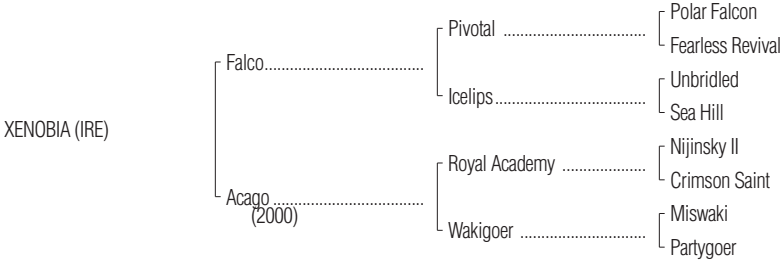 Polar Falcon
Pivotal ..........................................
Fearless Revival
Falco..............................................
Unbridled
Icelips............................................
Sea Hill
XENOBIA (IRE)
Nijinsky II
Royal Academy ........................
Crimson Saint
Acago ............................................
(2000)
Miswaki
Wakigoer .....................................
Partygoer